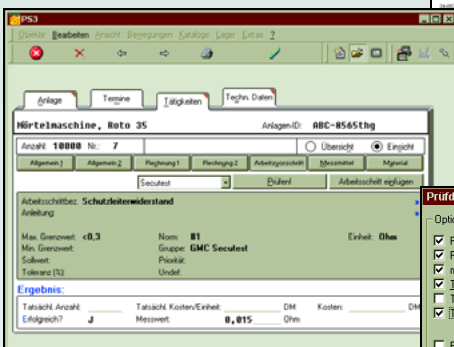 PS3
Objekte Bearbeiten Ansicht Bewegungen Kataloge Lager Extras ?
Anlage Termine Tätigkeiten Techn. Daten
Mörtelmaschine, Roto 35 Anlagen-ID: ABC-8565thg
Anzahl: 10000 Nr.: 7 Übersicht Einsicht
Allgemein 1 Allgemein 2 Rechnung 1 Rechnung 2 Arbeitsvorschrift Messmittel Material
Secutest Prüfen! Arbeitsschritt einfügen
Arbeitsschrittbez. Schutzleiterwiderstand
Anleitung:
Max. Grenzwert: <0,3 Norm: 01 Einheit: Ohm
Min. Grenzwert: Gruppe: GMC Secutest
Sollwert: Priorität:
Toleranz (%): Undef:
Ergebnis:
Tatsächl. Anzahl: Tatsächl. Kosten/Einheit: DM Kosten: DM
Erfolgreich? J Messwert: 0,015 Ohm
Prüfd
Optio